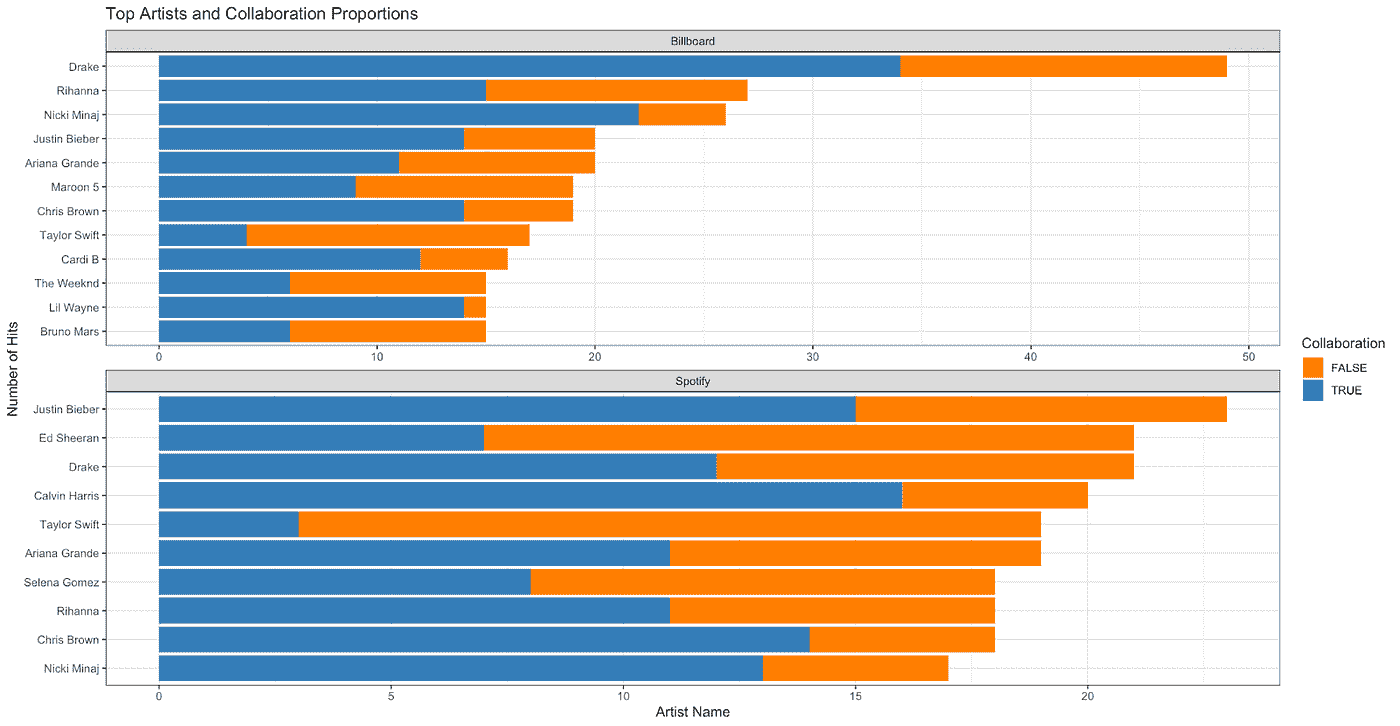 Top Artists and Collaboration Proportions
Billboard
Drake
Rihanna
Nicki Minaj
Justin Bieber
Ariana Grande
Maroon 5
Chris Brown
Taylor Swift
Cardi B
The Weeknd
Lil Wayne
Bruno Mars
0 10 20 30 40 50
Number of Hits
Spotify
Justin Bieber
Ed Sheeran
Drake
Calvin Harris
Taylor Swift
Ariana Grande
Selena Gomez
Rihanna
Chris Brown
Nicki Minaj
0 5 10 15 20
Artist Name
Collaboration
FALSE
TRUE